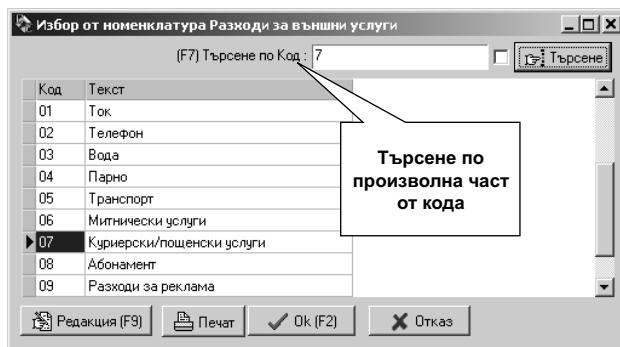 Избор от номенклатура Разходи за външни услуги
(F7) Търсене по Код : 7
Търсене
Код Текст
01 Ток
02 Телефон
03 Вода
04 Парно
05 Транспорт
06 Митнически услуги
07 Куриерски/пощенски услуги
08 Абонамент
09 Разходи за реклама
Търсене по
произволна част
от кода
Редакция (F9) Печат Ok (F2) Отказ